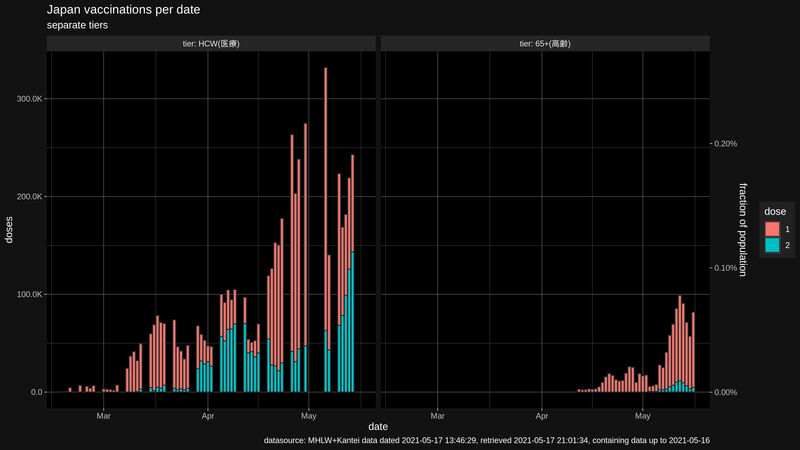 Japan vaccinations per date
separate tiers
tier: HCW(医療)
tier: 65+(高齢)
300.0K
200.0K
100.0K
0.0
doses
0.20%
0.10%
0.00%
fraction of population
dose
1
2
Mar
Apr
May
Mar
Apr
May
date
datasource: MHLW+Kantei data dated 2021-05-17 13:46:29, retrieved 2021-05-17 21:01:34, containing data up to 2021-05-16